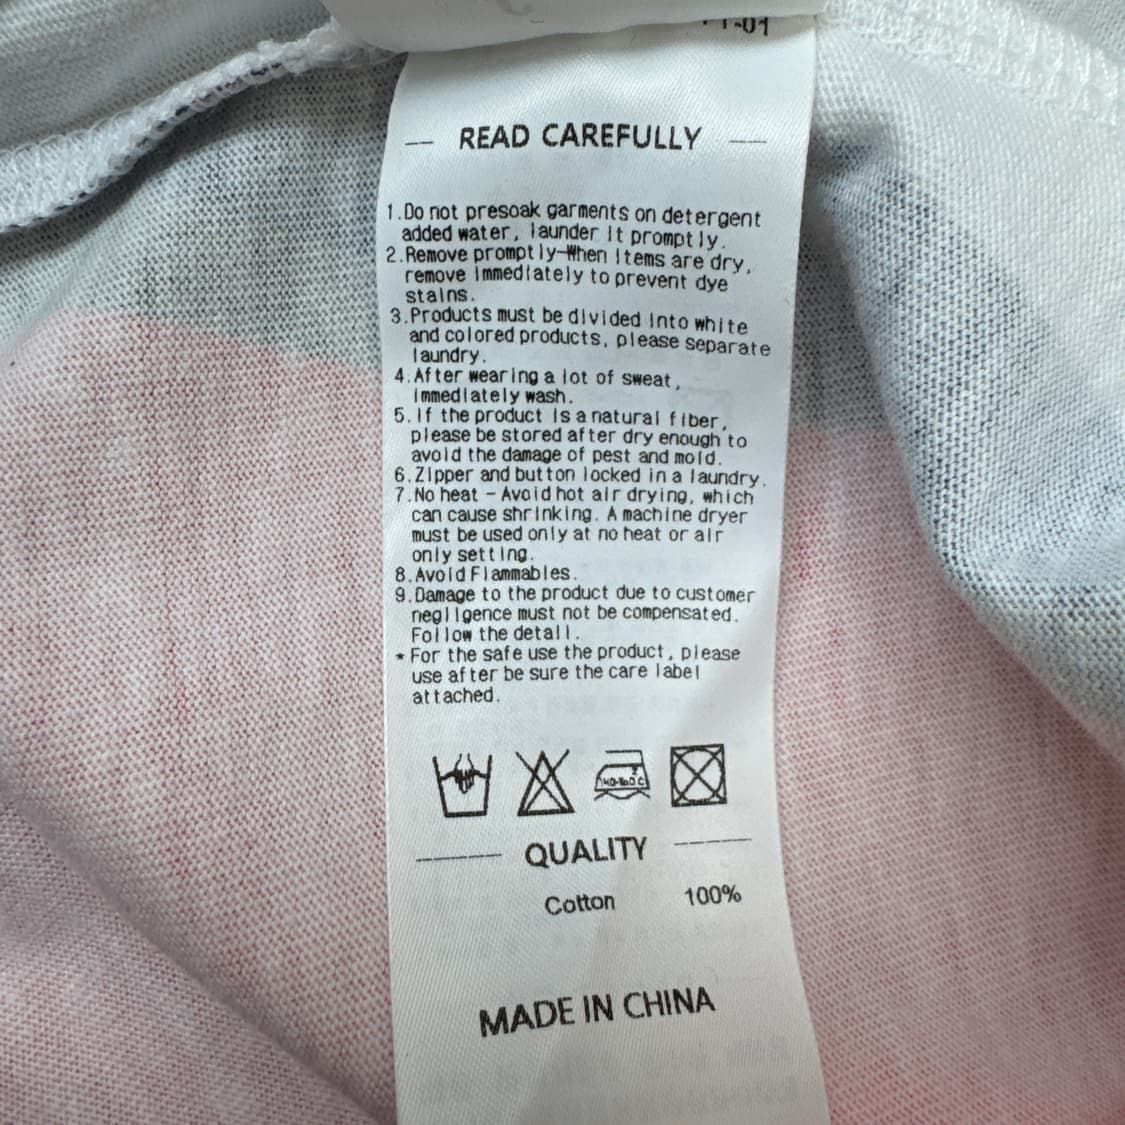 READ CAREFULLY
1.Do not presoak garments on detergent
added water, launder it promptly.
2.Remove promptly-When items are dry,
remove immediately to prevent dye
stains.
3.Products must be divided into white
and colored products, please separate
laundry.
4.After wearing a lot of sweat,
immediately wash.
5.If the product is a natural fiber,
please be stored after dry enough to
avoid the damage of pest and mold.
6.Zipper and button locked in a laundry.
7.No heat - Avoid hot air drying, which
can cause shrinking. A machine dryer
must be used only at no heat or air
only setting.
8.Avoid Flammables.
9.Damage to the product due to customer
negligence must not be compensated.
Follow the detail.
* For the safe use the product, please
use after be sure the care label
attached.
QUALITY
Cotton 100%
MADE IN CHINA